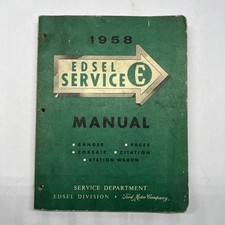 1958
EDSEL
SERVICE E
MANUAL
• RANGER • PACER
• CORSAIR • CITATION
• STATION WAGON
SERVICE DEPARTMENT
EDSEL DIVISION • Ford Motor Company